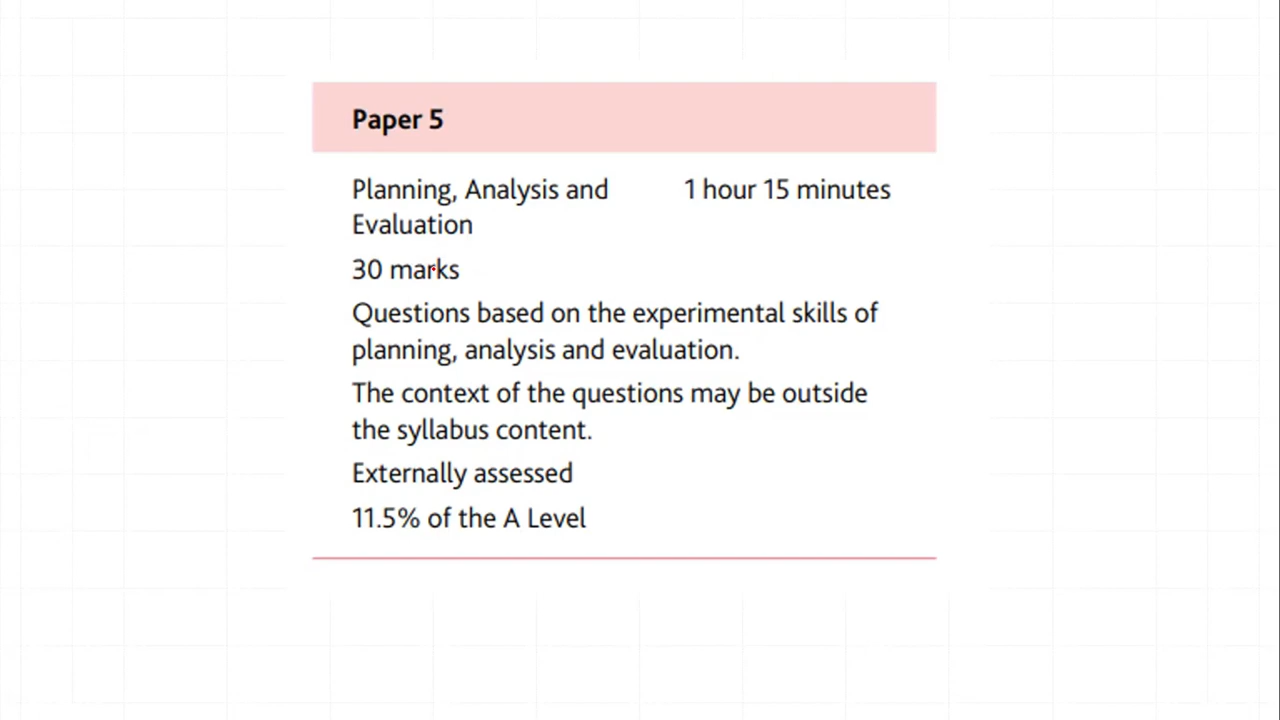 Paper 5
Planning, Analysis and 1 hour 15 minutes
Evaluation
30 marks
Questions based on the experimental skills of
planning, analysis and evaluation.
The context of the questions may be outside
the syllabus content.
Externally assessed
11.5% of the A Level